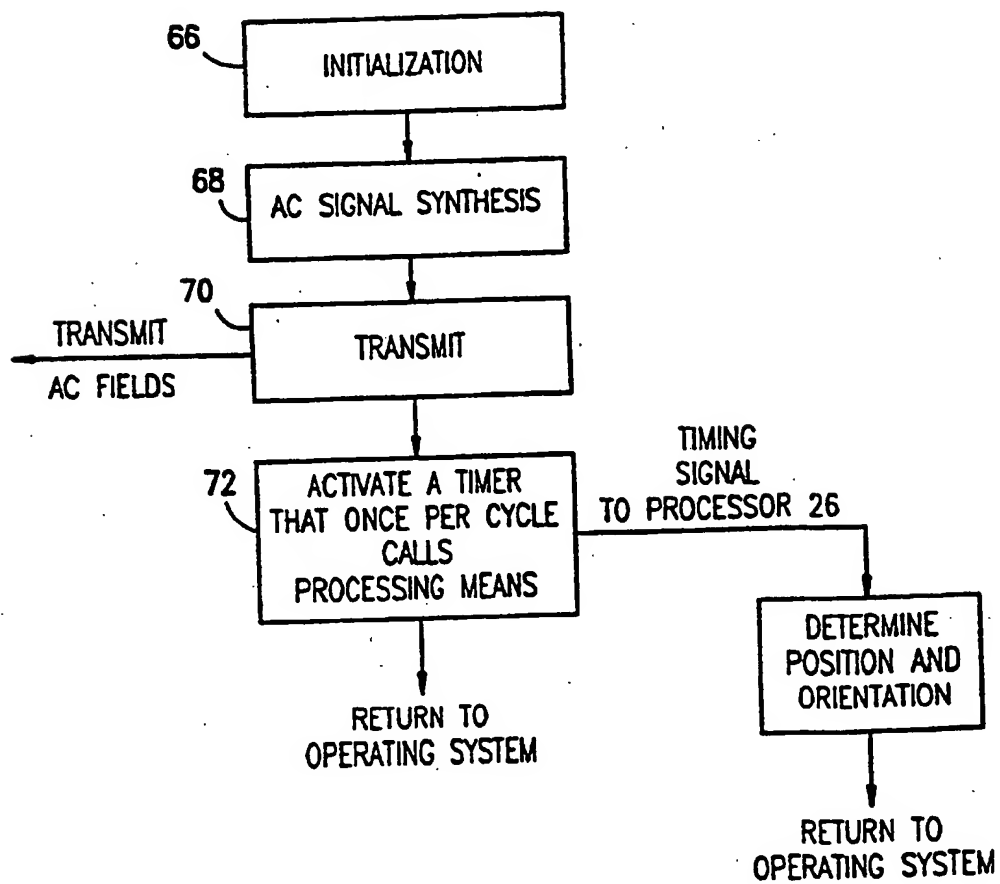 66
INITIALIZATION
68
AC SIGNAL SYNTHESIS
70
TRANSMIT
AC FIELDS
TRANSMIT
72
ACTIVATE A TIMER
THAT ONCE PER CYCLE
CALLS
PROCESSING MEANS
TIMING
SIGNAL
TO PROCESSOR 26
DETERMINE
POSITION AND
ORIENTATION
RETURN TO
OPERATING SYSTEM
RETURN TO
OPERATING SYSTEM